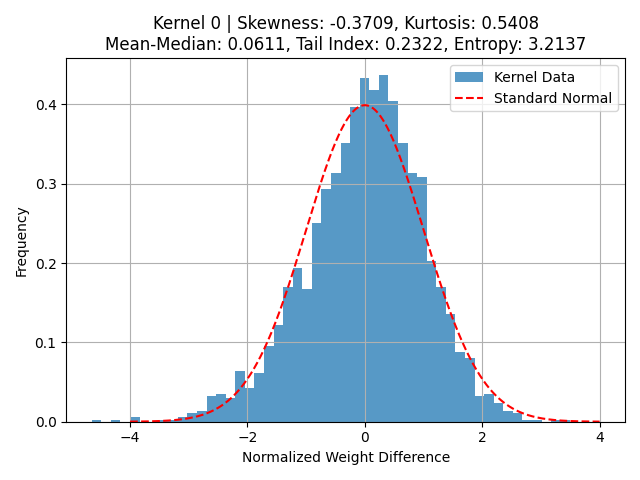 Kernel 0 | Skewness: -0.3709, Kurtosis: 0.5408
Mean-Median: 0.0611, Tail Index: 0.2322, Entropy: 3.2137
Kernel Data
Standard Normal
Frequency
0.4
0.3
0.2
0.1
0.0
−4 −2 0 2 4
Normalized Weight Difference